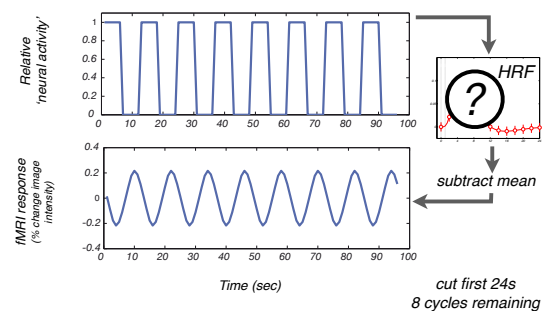 Relative
'neural activity'
1
0.8
0.6
0.4
0.2
0
0 10 20 30 40 50 60 70 80 90 100
HRF
?
subtract mean
fMRI response
(% change image
intensity)
0.4
0.2
0
-0.2
-0.4
0 10 20 30 40 50 60 70 80 90 100
Time (sec)
cut first 24s
8 cycles remaining